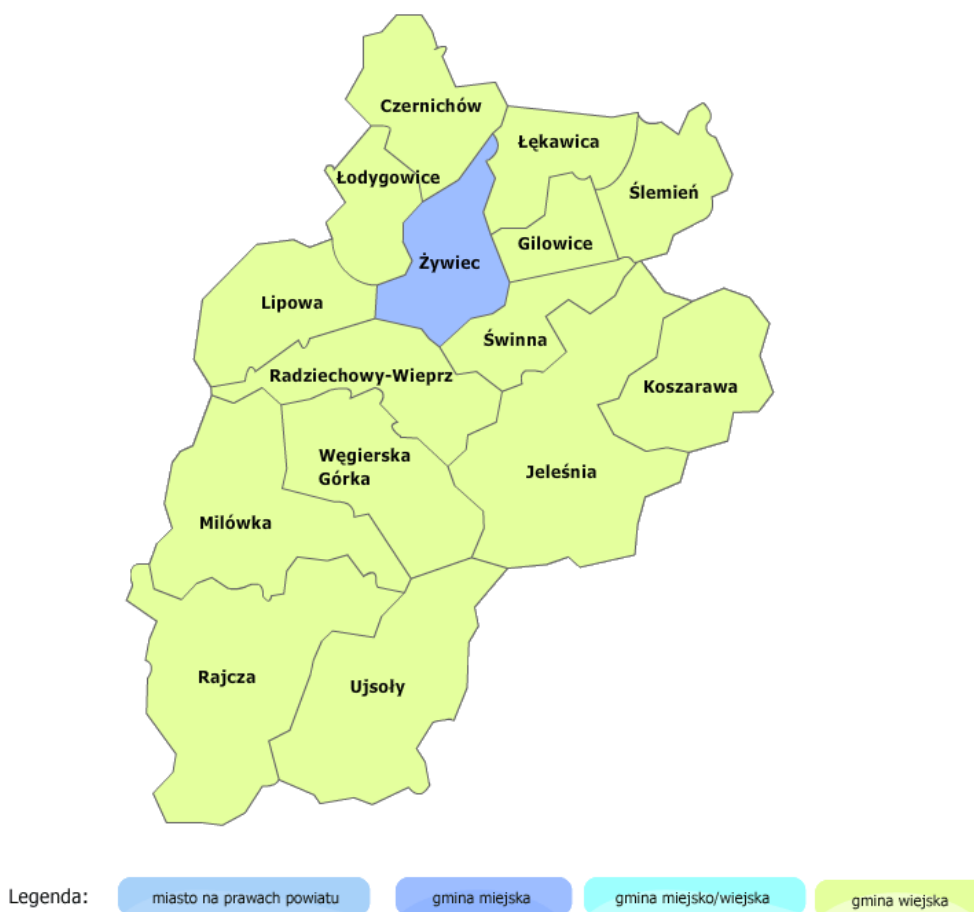 Czernichów
Łękawica
Łodygowice
Ślemień
Gilowice
Żywiec
Lipowa
Świnna
Radziechowy-Wieprz
Koszarawa
Węgierska
Górka
Jeleśnia
Milówka
Rajcza
Ujsoły
Legenda:
miasto na prawach powiatu
gmina miejska
gmina miejsko/wiejska
gmina wiejska